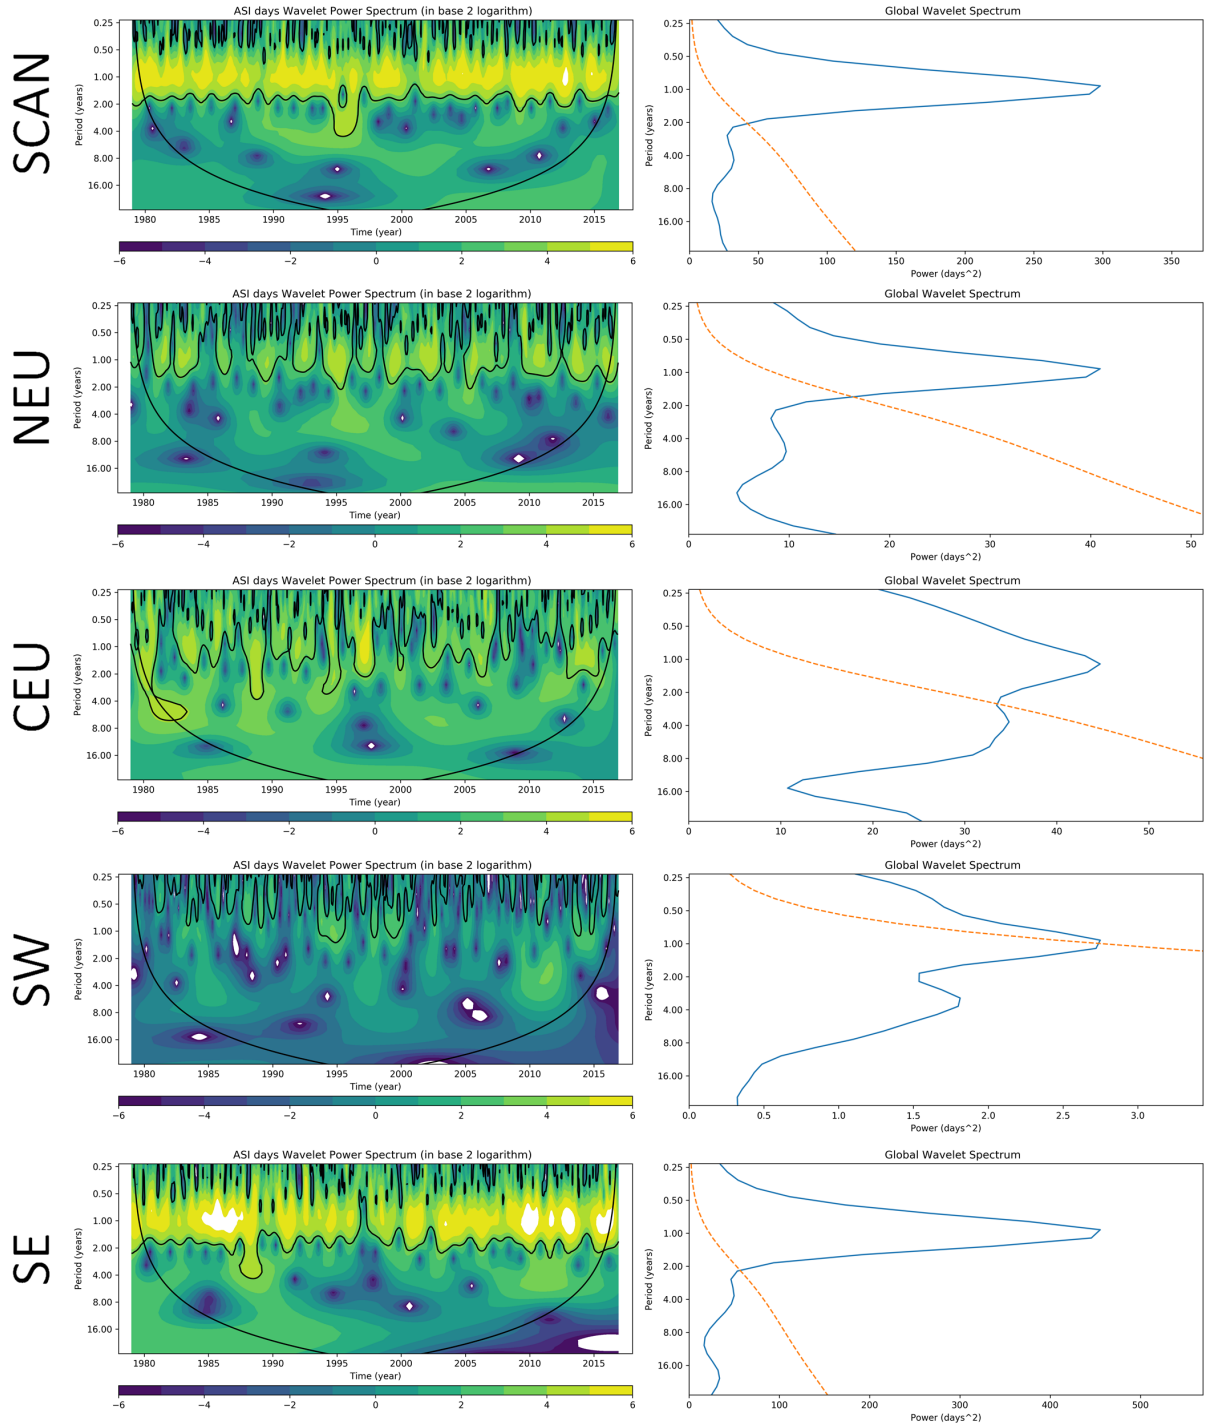 SCAN
ASI days Wavelet Power Spectrum (in base 2 logarithm)
Period (years)
0.25
0.50
1.00
2.00
4.00
8.00
16.00
1980 1985 1990 1995 2000 2005 2010 2015
Time (year)
−6 −4 −2 0 2 4 6
Global Wavelet Spectrum
Period (years)
0.25
0.50
1.00
2.00
4.00
8.00
16.00
0 50 100 150 200 250 300 350
Power (days^2)
NEU
ASI days Wavelet Power Spectrum (in base 2 logarithm)
Period (years)
0.25
0.50
1.00
2.00
4.00
8.00
16.00
1980 1985 1990 1995 2000 2005 2010 2015
Time (year)
−6 −4 −2 0 2 4 6
Global Wavelet Spectrum
Period (years)
0.25
0.50
1.00
2.00
4.00
8.00
16.00
0 10 20 30 40 50
Power (days^2)
CEU
ASI days Wavelet Power Spectrum (in base 2 logarithm)
Period (years)
0.25
0.50
1.00
2.00
4.00
8.00
16.00
1980 1985 1990 1995 2000 2005 2010 2015
Time (year)
−6 −4 −2 0 2 4 6
Global Wavelet Spectrum
Period (years)
0.25
0.50
1.00
2.00
4.00
8.00
16.00
0 10 20 30 40 50
Power (days^2)
SW
ASI days Wavelet Power Spectrum (in base 2 logarithm)
Period (years)
0.25
0.50
1.00
2.00
4.00
8.00
16.00
1980 1985 1990 1995 2000 2005 2010 2015
Time (year)
−6 −4 −2 0 2 4 6
Global Wavelet Spectrum
Period (years)
0.25
0.50
1.00
2.00
4.00
8.00
16.00
0.0 0.5 1.0 1.5 2.0 2.5 3.0
Power (days^2)
SE
ASI days Wavelet Power Spectrum (in base 2 logarithm)
Period (years)
0.25
0.50
1.00
2.00
4.00
8.00
16.00
1980 1985 1990 1995 2000 2005 2010 2015
Time (year)
−6 −4 −2 0 2 4 6
Global Wavelet Spectrum
Period (years)
0.25
0.50
1.00
2.00
4.00
8.00
16.00
0 100 200 300 400 500
Power (days^2)